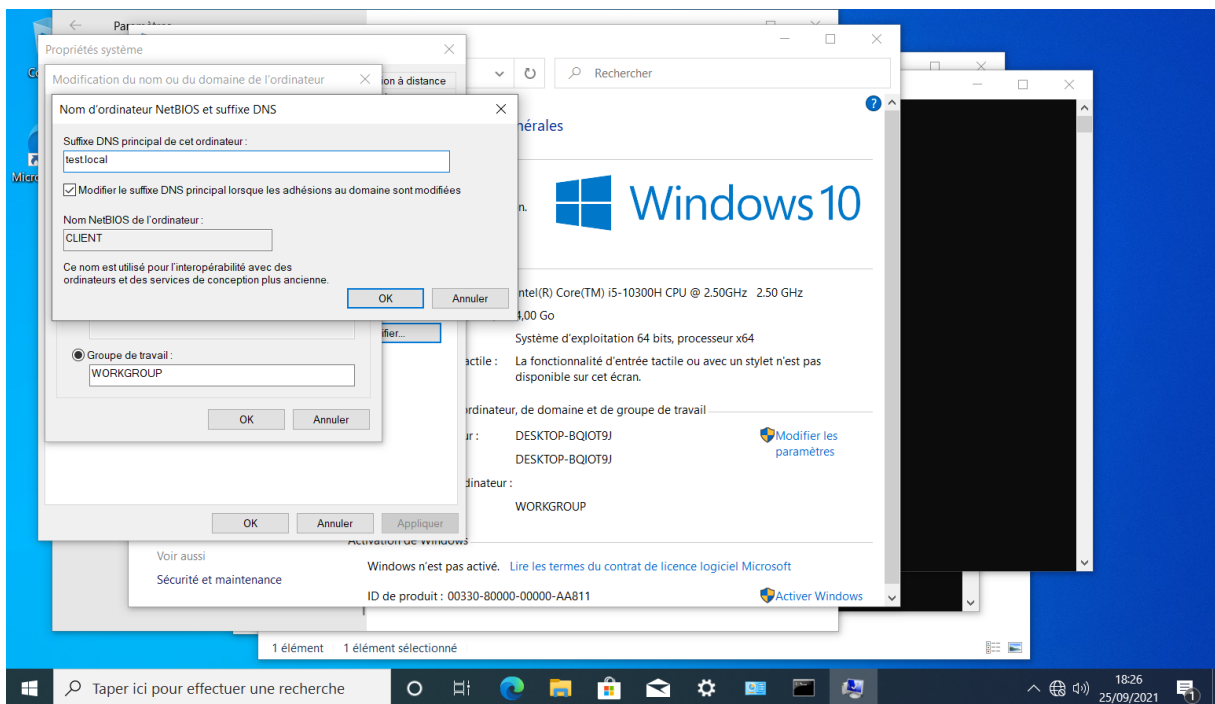 Paramètres
Propriétés système
Modification du nom ou du domaine de l'ordinateur
ion à distance
Rechercher
Nom d'ordinateur NetBIOS et suffixe DNS
Suffixe DNS principal de cet ordinateur :
test.local
Modifier le suffixe DNS principal lorsque les adhésions au domaine sont modifiées
Nom NetBIOS de l'ordinateur :
CLIENT
Ce nom est utilisé pour l'interopérabilité avec des
ordinateurs et des services de conception plus ancienne.
OK Annuler
ifier...
Groupe de travail :
WORKGROUP
OK Annuler
OK Annuler Appliquer
nérales
n.
Windows 10
ntel(R) Core(TM) i5-10300H CPU @ 2.50GHz 2.50 GHz
4,00 Go
Système d'exploitation 64 bits, processeur x64
actile : La fonctionnalité d'entrée tactile ou avec un stylet n'est pas
disponible sur cet écran.
ordinateur, de domaine et de groupe de travail
ur : DESKTOP-BQIOT9J
Modifier les
paramètres
DESKTOP-BQIOT9J
dinateur :
WORKGROUP
Activation de Windows
Windows n'est pas activé. Lire les termes du contrat de licence logiciel Microsoft
ID de produit : 00330-80000-00000-AA811
Activer Windows
Voir aussi
Sécurité et maintenance
1 élément 1 élément sélectionné
Micro
Taper ici pour effectuer une recherche
18:26
25/09/2021
1